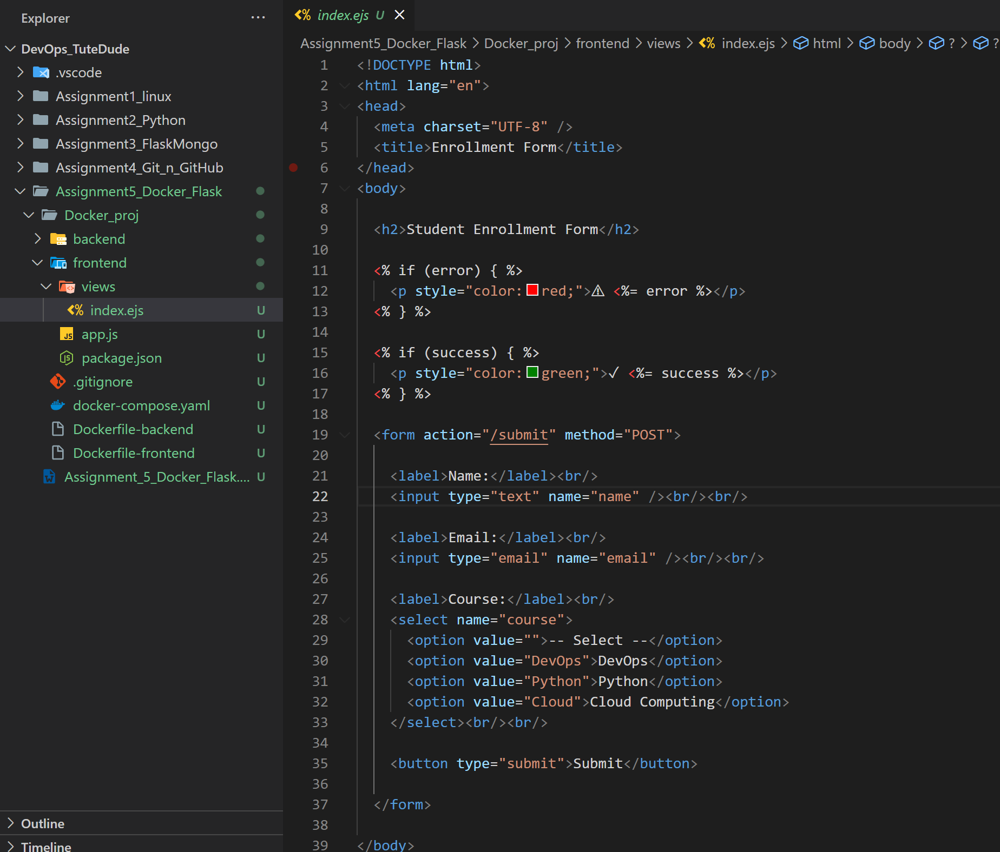 Explorer
DevOps_TuteDude
.vscode
Assignment1_linux
Assignment2_Python
Assignment3_FlaskMongo
Assignment4_Git_n_GitHub
Assignment5_Docker_Flask
Docker_proj
backend
frontend
views
<% index.ejs U
JS app.js U
JS package.json U
.gitignore U
docker-compose.yaml U
Dockerfile-backend U
Dockerfile-frontend U
W Assignment_5_Docker_Flask.... U
Outline
Timeline
<% index.ejs U
Assignment5_Docker_Flask > Docker_proj > frontend > views > <% index.ejs > html > body > ? > ?
1 <!DOCTYPE html>
2 <html lang="en">
3 <head>
4   <meta charset="UTF-8" />
5   <title>Enrollment Form</title>
6 </head>
7 <body>
8
9   <h2>Student Enrollment Form</h2>
10
11   <% if (error) { %>
12     <p style="color:red;">⚠ <%= error %></p>
13   <% } %>
14
15   <% if (success) { %>
16     <p style="color:green;">✓ <%= success %></p>
17   <% } %>
18
19   <form action="/submit" method="POST">
20
21     <label>Name:</label><br/>
22     <input type="text" name="name" /><br/><br/>
23
24     <label>Email:</label><br/>
25     <input type="email" name="email" /><br/><br/>
26
27     <label>Course:</label><br/>
28     <select name="course">
29       <option value="">-- Select --</option>
30       <option value="DevOps">DevOps</option>
31       <option value="Python">Python</option>
32       <option value="Cloud">Cloud Computing</option>
33     </select><br/><br/>
34
35     <button type="submit">Submit</button>
36
37   </form>
38
39 </body>